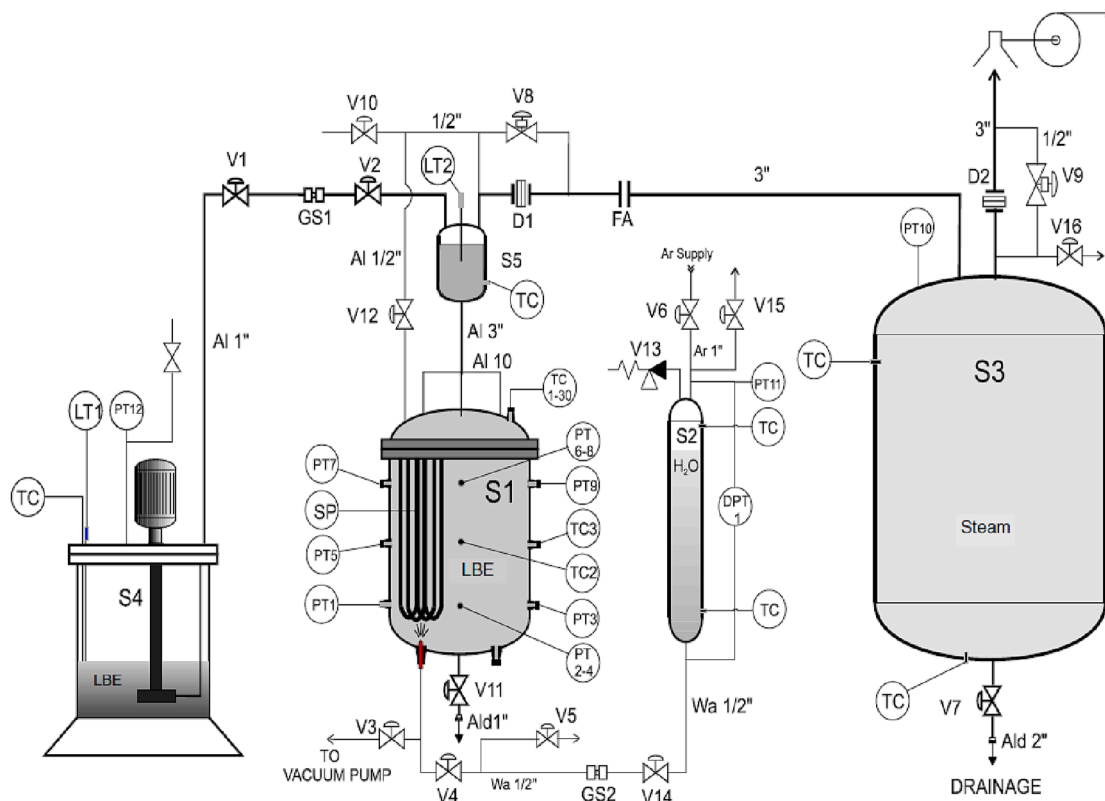 3"
1/2"
D2
V9
V16
V10
1/2"
V8
V1
V2
LT2
3"
GS1
D1
FA
PT10
Al 1/2"
S5
TC
Ar Supply
V6
V15
V12
Al 3"
Ar 1"
Al 1"
Al 10
V13
TC
1-30
PT11
TC
S3
LT1
PT12
S2
H2O
TC
PT
6-8
PT7
S1
PT9
DPT
1
TC
SP
TC3
Steam
PT5
LBE
TC2
S4
PT1
PT3
TC
LBE
PT
2-4
V11
TC
Ald1"
Wa 1/2"
V7
V3
V5
Ald 2"
TO
VACUUM PUMP
V4
Wa 1/2"
GS2
V14
DRAINAGE